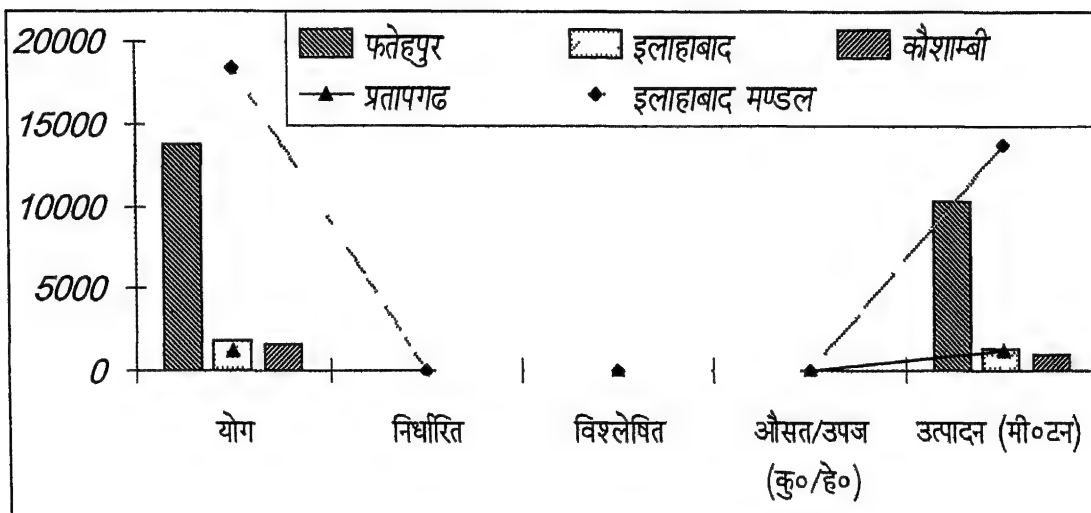 20000
15000
10000
5000
0
फतेहपुर इलाहाबाद कौशाम्बी
प्रतापगढ इलाहाबाद मण्डल
योग निर्धारित विश्लेषित औसत/उपज उत्पादन (मी०टन)
(कु०/हे०)